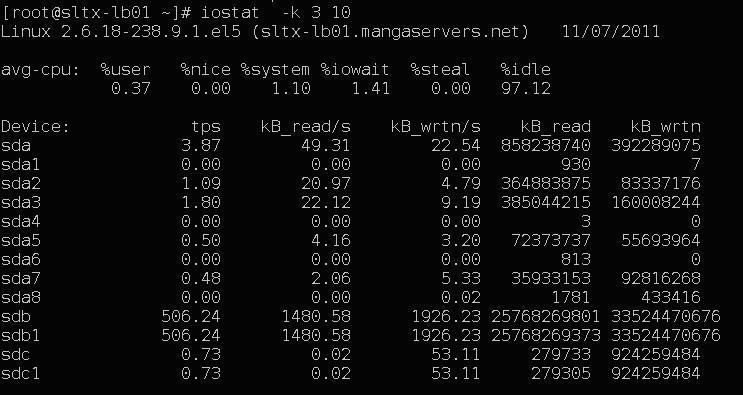 [root@sltx-lb01 ~]# iostat  -k 3 10
Linux 2.6.18-238.9.1.el5 (sltx-lb01.mangaservers.net)   11/07/2011
avg-cpu:  %user   %nice %system %iowait  %steal   %idle
0.37    0.00    1.10    1.41    0.00   97.12
Device:            tps    kB_read/s    kB_wrtn/s    kB_read    kB_wrtn
sda               3.87        49.31        22.54  858238740  392289075
sda1              0.00         0.00         0.00        930          7
sda2              1.09        20.97         4.79  364883875   83337176
sda3              1.80        22.12         9.19  385044215  160008244
sda4              0.00         0.00         0.00          3          0
sda5              0.50         4.16         3.20   72373737   55693964
sda6              0.00         0.00         0.00        813          0
sda7              0.48         2.06         5.33   35933153   92816268
sda8              0.00         0.00         0.02       1781     433416
sdb             506.24      1480.58      1926.23 25768269801 33524470676
sdb1            506.24      1480.58      1926.23 25768269373 33524470676
sdc               0.73         0.02        53.11     279733  924259484
sdc1              0.73         0.02        53.11     279305  924259484